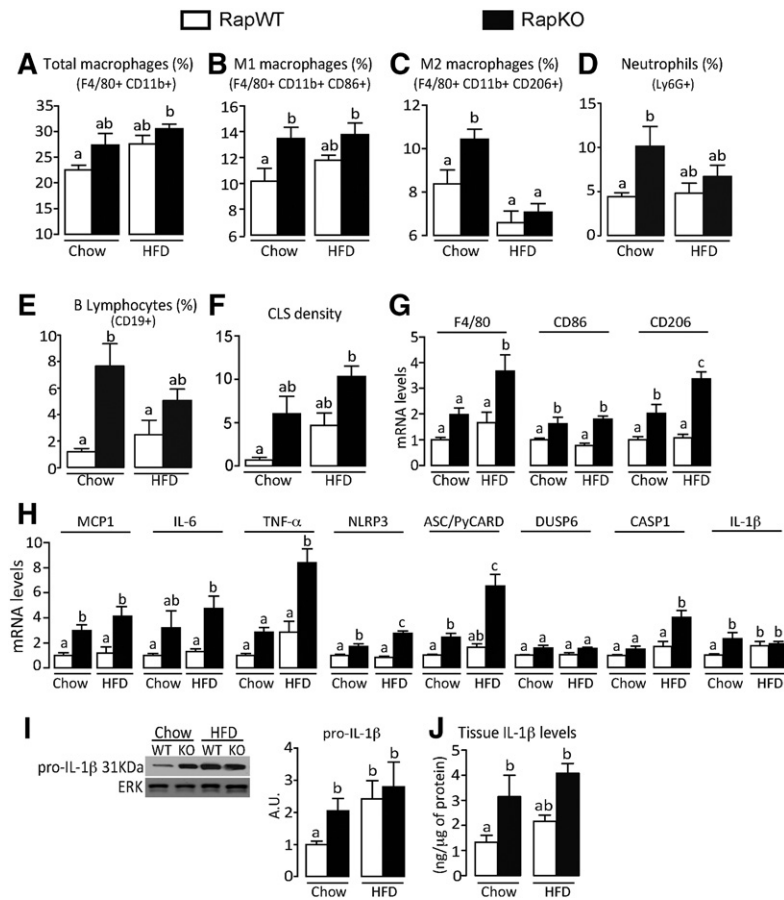 RapWT RapKO
A Total macrophages (%)
(F4/80+ CD11b+)
30
25
20
15
10
a ab ab b
Chow HFD
B M1 macrophages (%)
(F4/80+ CD11b+ CD86+)
16
14
12
10
8
6
a b ab b
Chow HFD
C M2 macrophages (%)
(F4/80+ CD11b+ CD206+)
12
10
8
6
a b a a
Chow HFD
D Neutrophils (%)
(Ly6G+)
15
10
5
0
a b ab ab
Chow HFD
E B Lymphocytes (%)
(CD19+)
10
8
6
4
2
0
a b a ab
Chow HFD
F CLS density
15
10
5
0
a ab ab b
Chow HFD
G
F4/80 CD86 CD206
mRNA levels
5
4
3
2
1
0
a a a b a b a b a b a c
Chow HFD Chow HFD Chow HFD
H
MCP1 IL-6 TNF-α NLRP3 ASC/PyCARD DUSP6 CASP1 IL-1β
mRNA levels
10
8
6
4
2
0
a b a b a ab a b a a a b a b a c a b ab c a a a a a a a b a b b b
Chow HFD Chow HFD Chow HFD Chow HFD Chow HFD Chow HFD Chow HFD Chow HFD
I
Chow HFD
WT KO WT KO
pro-IL-1β 31KDa
ERK
pro-IL-1β
A.U.
4
3
2
1
0
a b b b
Chow HFD
J Tissue IL-1β levels
(ng/µg of protein)
5
4
3
2
1
0
a b ab b
Chow HFD